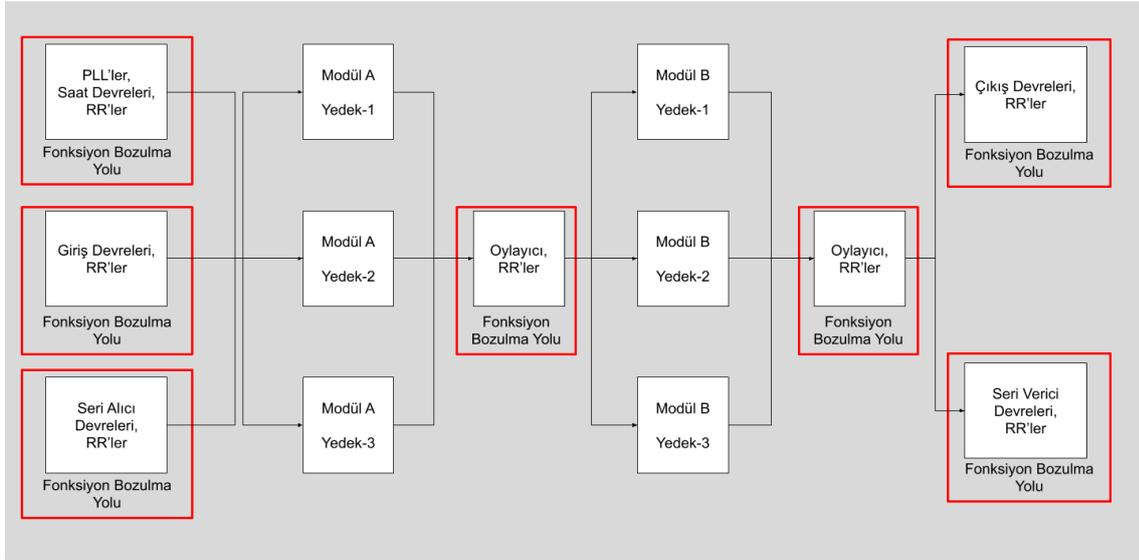 PLL'ler,
Saat Devreleri,
RR'ler
Fonksiyon Bozulma
Yolu
Giriş Devreleri,
RR'ler
Fonksiyon Bozulma
Yolu
Seri Alıcı
Devreleri,
RR'ler
Fonksiyon Bozulma
Yolu
Modül A
Yedek-1
Modül A
Yedek-2
Modül A
Yedek-3
Oylayıcı,
RR'ler
Fonksiyon
Bozulma Yolu
Modül B
Yedek-1
Modül B
Yedek-2
Modül B
Yedek-3
Oylayıcı,
RR'ler
Fonksiyon
Bozulma Yolu
Çıkış Devreleri,
RR'ler
Fonksiyon Bozulma
Yolu
Seri Verici
Devreleri,
RR'ler
Fonksiyon Bozulma
Yolu